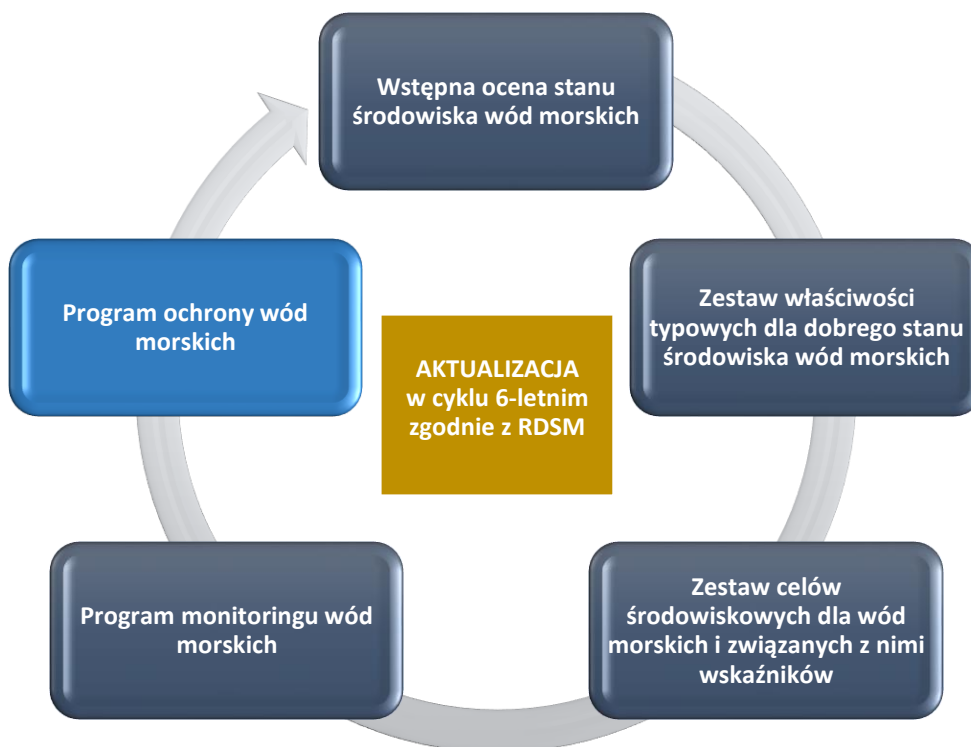 Wstępna ocena stanu
środowiska wód morskich
Zestaw właściwości
typowych dla dobrego stanu
środowiska wód morskich
Zestaw celów
środowiskowych dla wód
morskich i związanych z nimi
wskaźników
Program monitoringu wód
morskich
Program ochrony wód
morskich
AKTUALIZACJA
w cyklu 6-letnim
zgodnie z RDSM